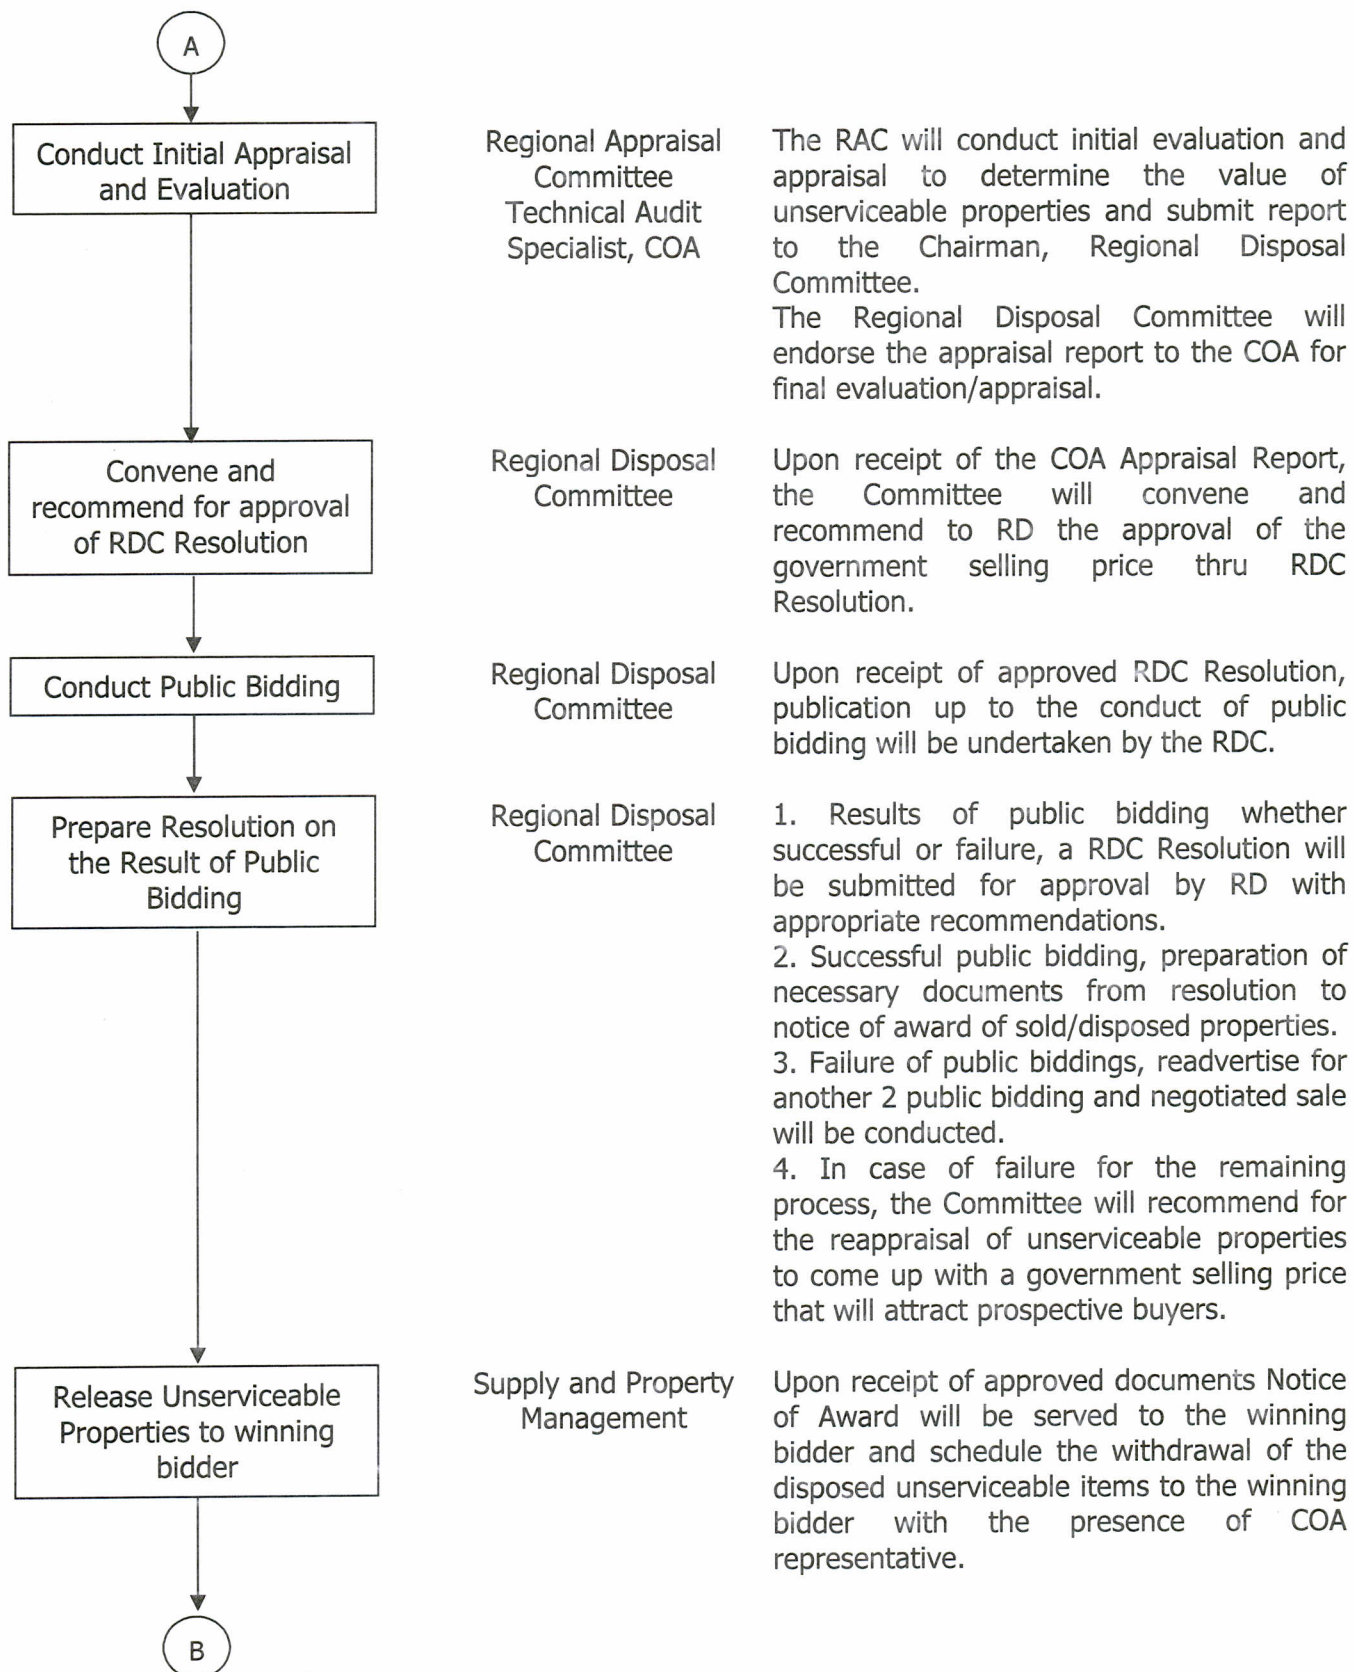 A
Conduct Initial Appraisal
and Evaluation
Regional Appraisal
Committee
Technical Audit
Specialist, COA
The RAC will conduct initial evaluation and
appraisal to determine the value of
unserviceable properties and submit report
to the Chairman, Regional Disposal
Committee.
The Regional Disposal Committee will
endorse the appraisal report to the COA for
final evaluation/appraisal.
Convene and
recommend for approval
of RDC Resolution
Regional Disposal
Committee
Upon receipt of the COA Appraisal Report,
the Committee will convene and
recommend to RD the approval of the
government selling price thru RDC
Resolution.
Conduct Public Bidding
Regional Disposal
Committee
Upon receipt of approved RDC Resolution,
publication up to the conduct of public
bidding will be undertaken by the RDC.
Prepare Resolution on
the Result of Public
Bidding
Regional Disposal
Committee
1. Results of public bidding whether
successful or failure, a RDC Resolution will
be submitted for approval by RD with
appropriate recommendations.
2. Successful public bidding, preparation of
necessary documents from resolution to
notice of award of sold/disposed properties.
3. Failure of public biddings, readvertise for
another 2 public bidding and negotiated sale
will be conducted.
4. In case of failure for the remaining
process, the Committee will recommend for
the reappraisal of unserviceable properties
to come up with a government selling price
that will attract prospective buyers.
Release Unserviceable
Properties to winning
bidder
Supply and Property
Management
Upon receipt of approved documents Notice
of Award will be served to the winning
bidder and schedule the withdrawal of the
disposed unserviceable items to the winning
bidder with the presence of COA
representative.
B